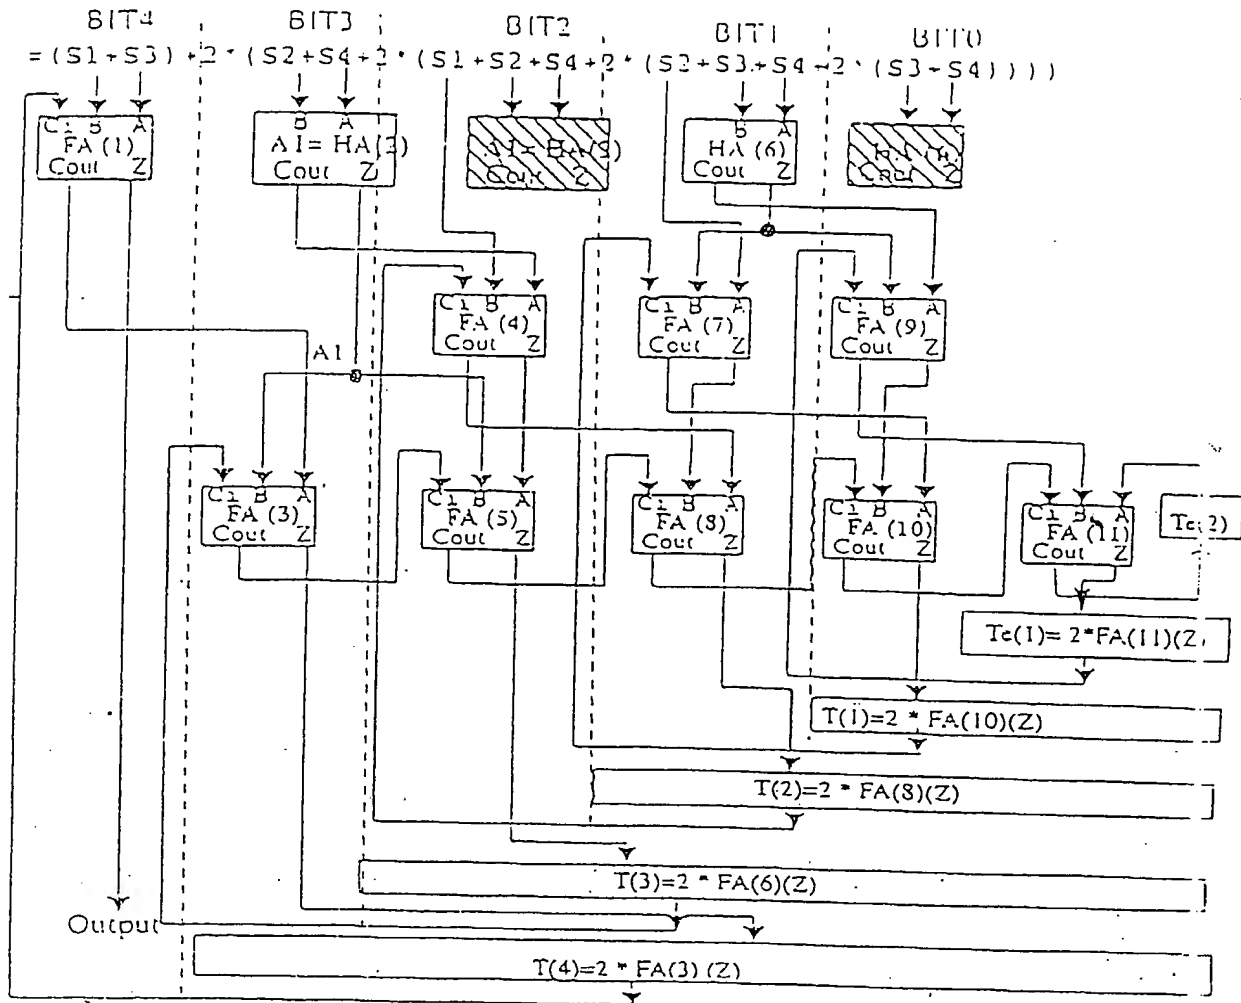 BIT4 BIT3 BIT2 BIT1 BIT0
=(S1+S3)+2*(S2+S4+2*(S1+S2+S4+2*(S2+S3+S4+2*(S3+S4))))
B A B A
Ci B A
FA(1)
Cout Z
A1= HA(2)
Cout Z
Cout Z
HA(6)
Cout Z
Z
Ci B A Ci B A Ci B A
FA(4) FA(7) FA(9)
Cout Z Cout Z Cout Z
A1
Ci B A Ci B A Ci B A Ci B A Ci B A
FA(3) FA(5) FA(8) FA(10) FA(11)
Cout Z Cout Z Cout Z Cout Z Cout Z
Te(2)
Te(1)= 2*FA(11)(Z)
T(1)=2 * FA(10)(Z)
T(2)=2 * FA(8)(Z)
T(3)=2 * FA(6)(Z)
Output
T(4)=2 * FA(3)(Z)